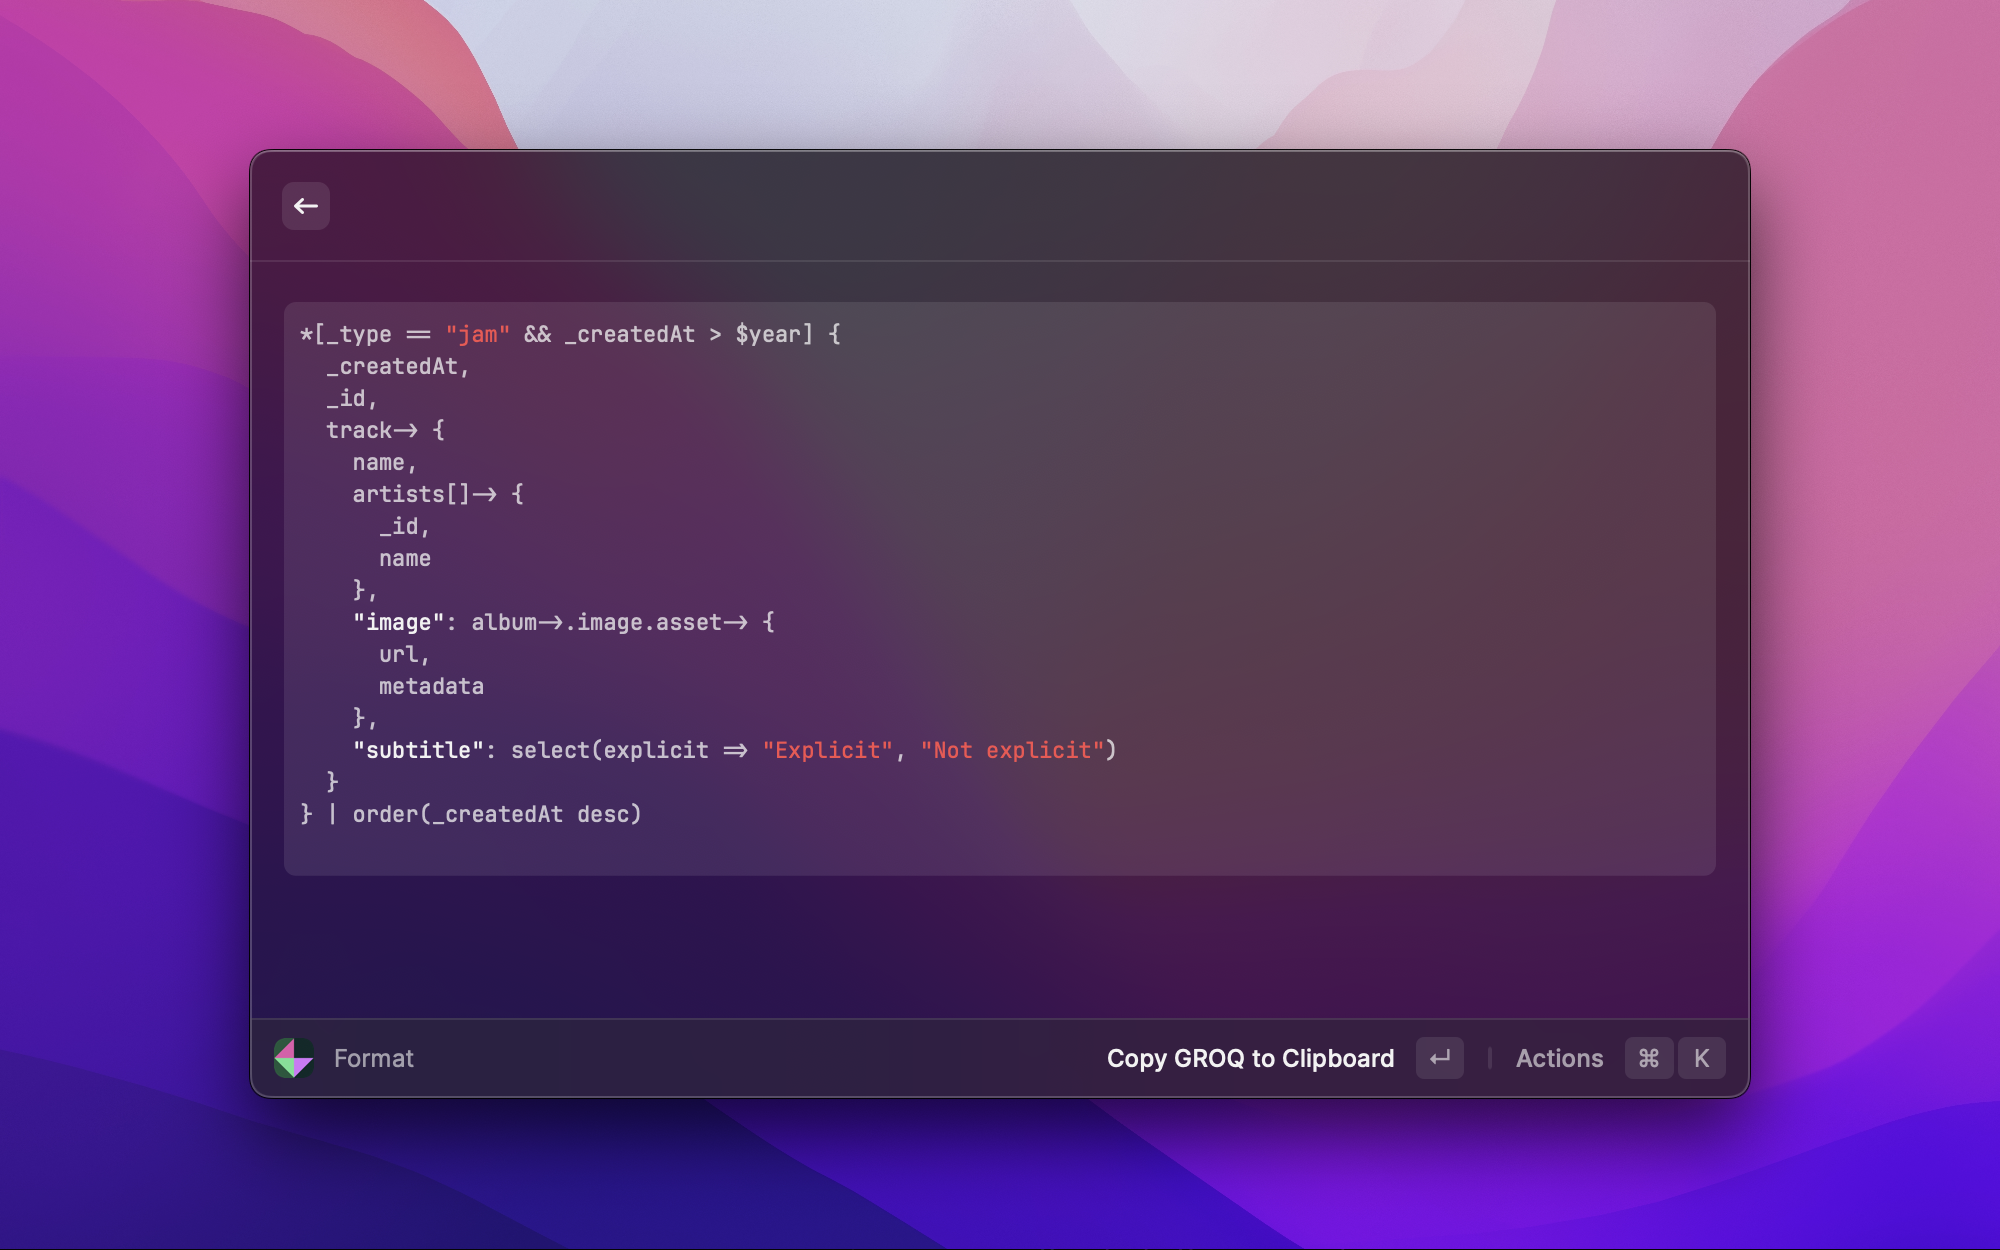 *[_type == "jam" && _createdAt > $year] {
  _createdAt,
  _id,
  track-> {
    name,
    artists[]-> {
      _id,
      name
    },
    "image": album->.image.asset-> {
      url,
      metadata
    },
    "subtitle": select(explicit => "Explicit", "Not explicit")
  }
} | order(_createdAt desc)
Format Copy GROQ to Clipboard ↵ | Actions ⌘ K